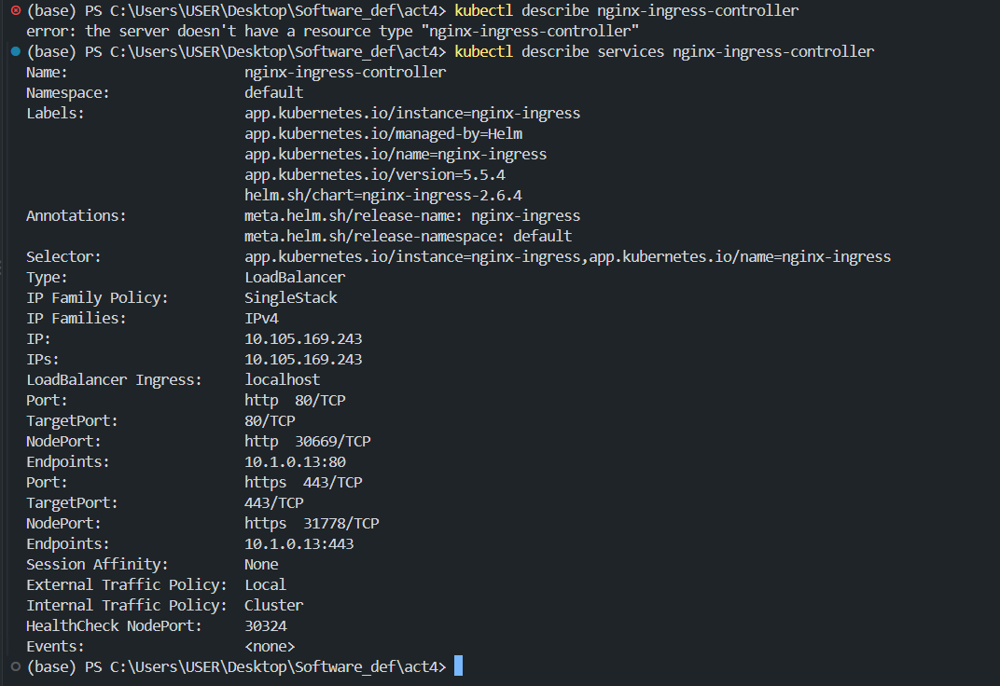 (base) PS C:\Users\USER\Desktop\Software_def\act4> kubectl describe nginx-ingress-controller
error: the server doesn't have a resource type "nginx-ingress-controller"
(base) PS C:\Users\USER\Desktop\Software_def\act4> kubectl describe services nginx-ingress-controller
Name:                     nginx-ingress-controller
Namespace:                default
Labels:                   app.kubernetes.io/instance=nginx-ingress
                          app.kubernetes.io/managed-by=Helm
                          app.kubernetes.io/name=nginx-ingress
                          app.kubernetes.io/version=5.5.4
                          helm.sh/chart=nginx-ingress-2.6.4
Annotations:              meta.helm.sh/release-name: nginx-ingress
                          meta.helm.sh/release-namespace: default
Selector:                 app.kubernetes.io/instance=nginx-ingress,app.kubernetes.io/name=nginx-ingress
Type:                     LoadBalancer
IP Family Policy:         SingleStack
IP Families:              IPv4
IP:                       10.105.169.243
IPs:                      10.105.169.243
LoadBalancer Ingress:     localhost
Port:                     http  80/TCP
TargetPort:               80/TCP
NodePort:                 http  30669/TCP
Endpoints:                10.1.0.13:80
Port:                     https  443/TCP
TargetPort:               443/TCP
NodePort:                 https  31778/TCP
Endpoints:                10.1.0.13:443
Session Affinity:         None
External Traffic Policy:  Local
Internal Traffic Policy:  Cluster
HealthCheck NodePort:     30324
Events:                   <none>
(base) PS C:\Users\USER\Desktop\Software_def\act4>